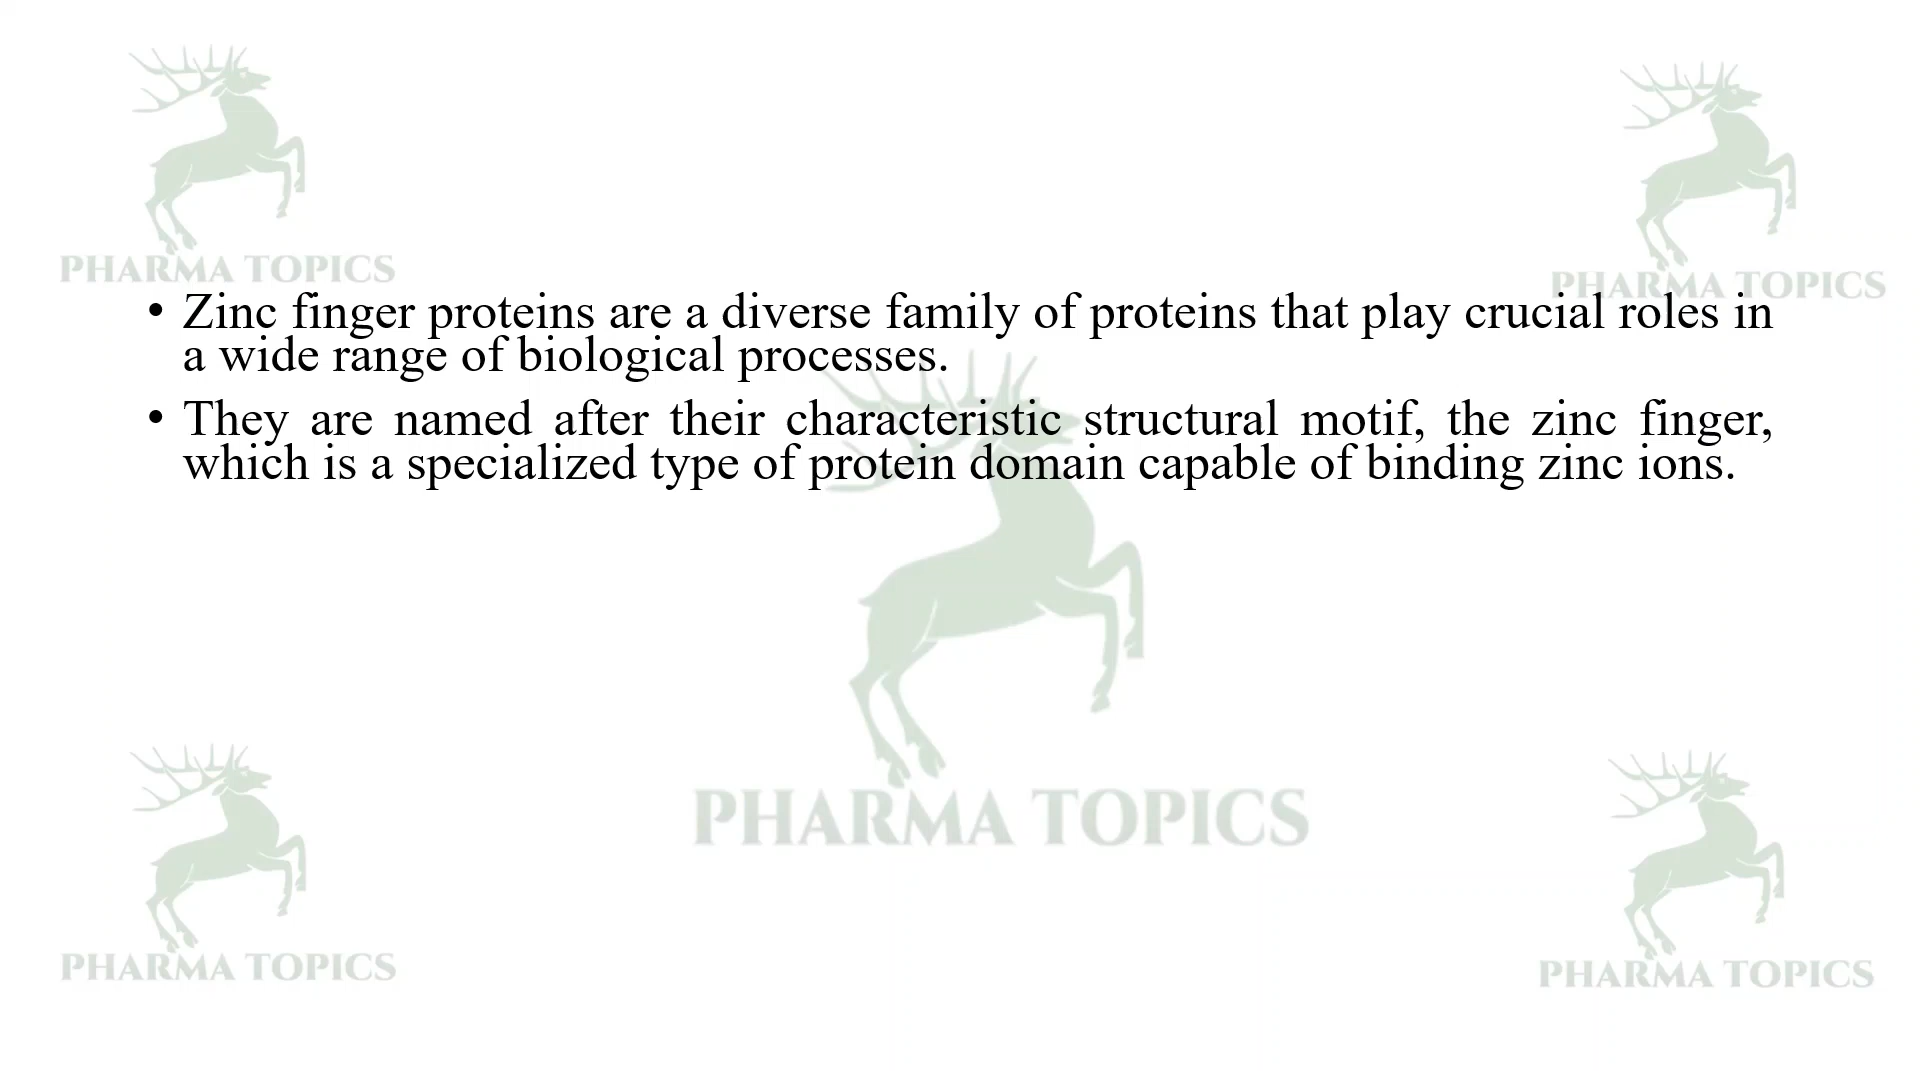 PHARMA TOPICS
PHARMA TOPICS
• Zinc finger proteins are a diverse family of proteins that play crucial roles in
a wide range of biological processes.
• They are named after their characteristic structural motif, the zinc finger,
which is a specialized type of protein domain capable of binding zinc ions.
PHARMA TOPICS
PHARMA TOPICS
PHARMA TOPICS